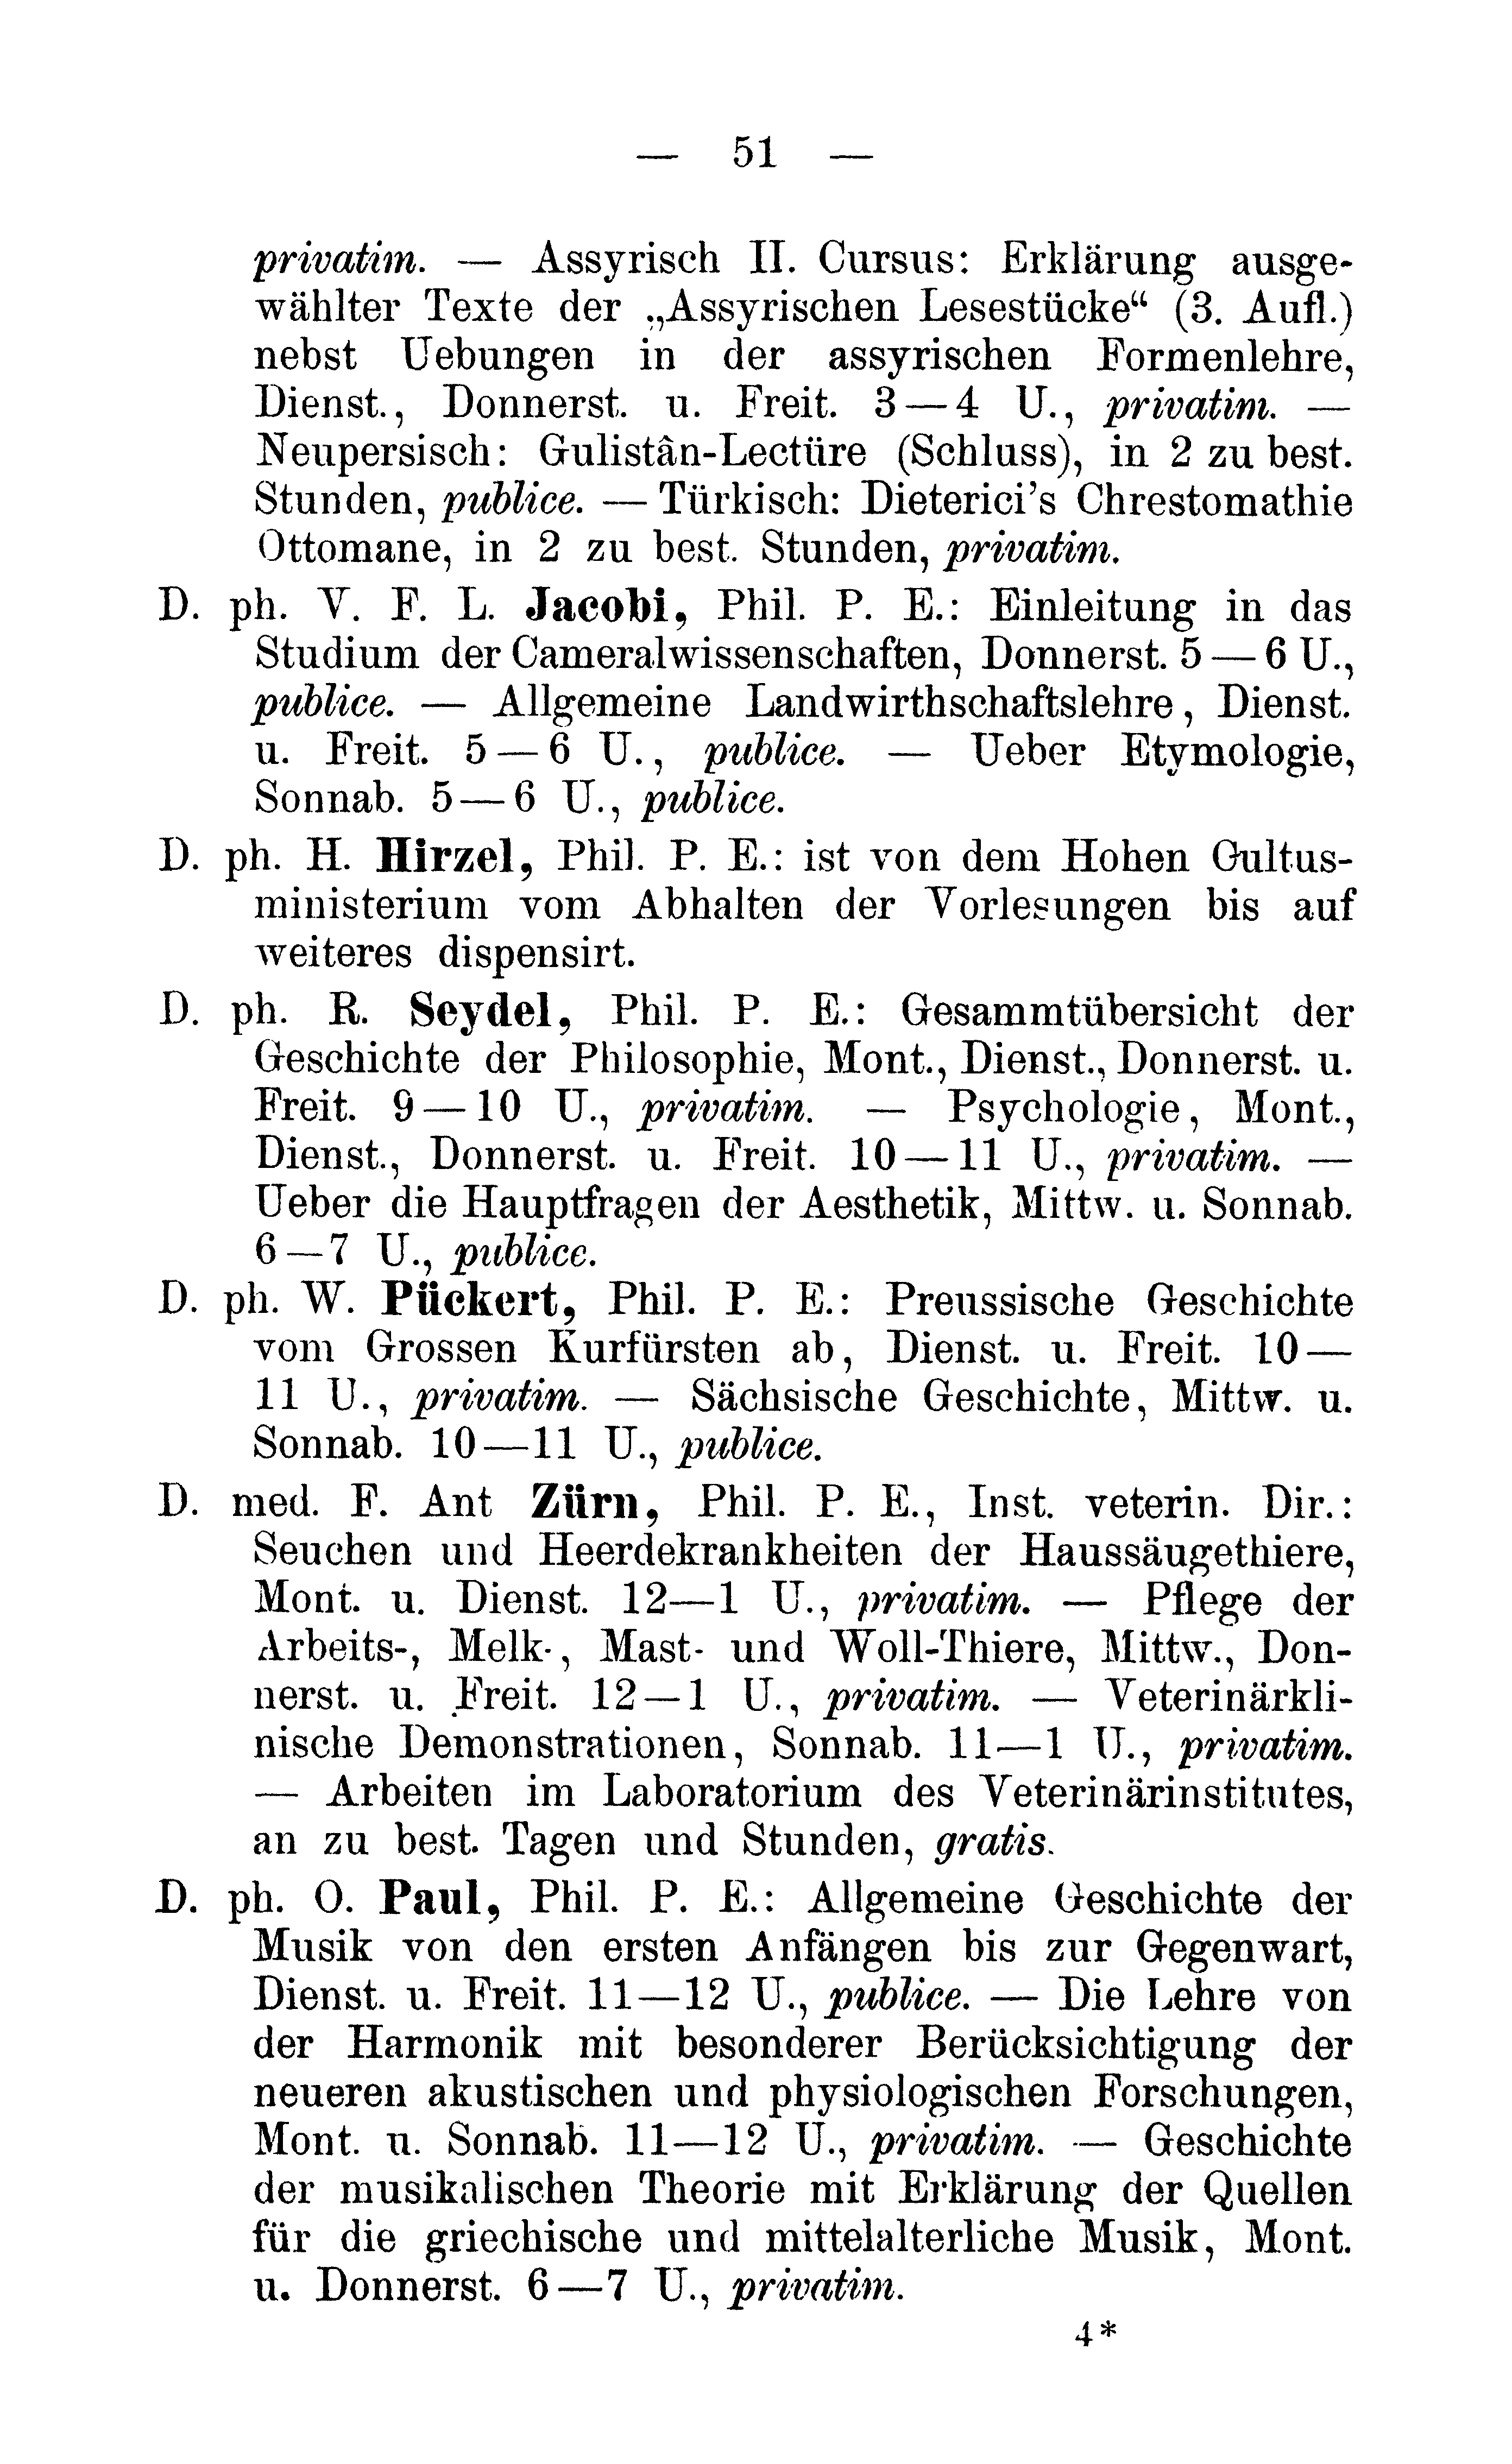 — 51 —
privatim. — Assyrisch II. Cursus: Erklärung ausge-
wählter Texte der „Assyrischen Lesestücke“ (3. Aufl.)
nebst Uebungen in der assyrischen Formenlehre,
Dienst., Donnerst. u. Freit. 3—4 U., privatim. —
Neupersisch: Gulistân-Lectüre (Schluss), in 2 zu best.
Stunden, publice. — Türkisch: Dieterici’s Chrestomathie
Ottomane, in 2 zu best. Stunden, privatim.
D. ph. V. F. L. Jacobi, Phil. P. E.: Einleitung in das
Studium der Cameralwissenschaften, Donnerst. 5—6 U.,
publice. — Allgemeine Landwirthschaftslehre, Dienst.
u. Freit. 5—6 U., publice. — Ueber Etymologie,
Sonnab. 5—6 U., publice.
D. ph. H. Hirzel, Phil. P. E.: ist von dem Hohen Cultus-
ministerium vom Abhalten der Vorlesungen bis auf
weiteres dispensirt.
D. ph. R. Seydel, Phil. P. E.: Gesammtübersicht der
Geschichte der Philosophie, Mont., Dienst., Donnerst. u.
Freit. 9—10 U., privatim. — Psychologie, Mont.,
Dienst., Donnerst. u. Freit. 10—11 U., privatim. —
Ueber die Hauptfragen der Aesthetik, Mittw. u. Sonnab.
6—7 U., publice.
D. ph. W. Pückert, Phil. P. E.: Preussische Geschichte
vom Grossen Kurfürsten ab, Dienst. u. Freit. 10—
11 U., privatim. — Sächsische Geschichte, Mittw. u.
Sonnab. 10—11 U., publice.
D. med. F. Ant Zürn, Phil. P. E., Inst. veterin. Dir.:
Seuchen und Heerdekrankheiten der Haussäugethiere,
Mont. u. Dienst. 12—1 U., privatim. — Pflege der
Arbeits-, Melk-, Mast- und Woll-Thiere, Mittw., Don-
nerst. u. Freit. 12—1 U., privatim. — Veterinärkli-
nische Demonstrationen, Sonnab. 11—1 U., privatim.
— Arbeiten im Laboratorium des Veterinärinstitutes,
an zu best. Tagen und Stunden, gratis.
D. ph. O. Paul, Phil. P. E.: Allgemeine Geschichte der
Musik von den ersten Anfängen bis zur Gegenwart,
Dienst. u. Freit. 11—12 U., publice. — Die Lehre von
der Harmonik mit besonderer Berücksichtigung der
neueren akustischen und physiologischen Forschungen,
Mont. u. Sonnab. 11—12 U., privatim. — Geschichte
der musikalischen Theorie mit Erklärung der Quellen
für die griechische und mittelalterliche Musik, Mont.
u. Donnerst. 6—7 U., privatim.
4*